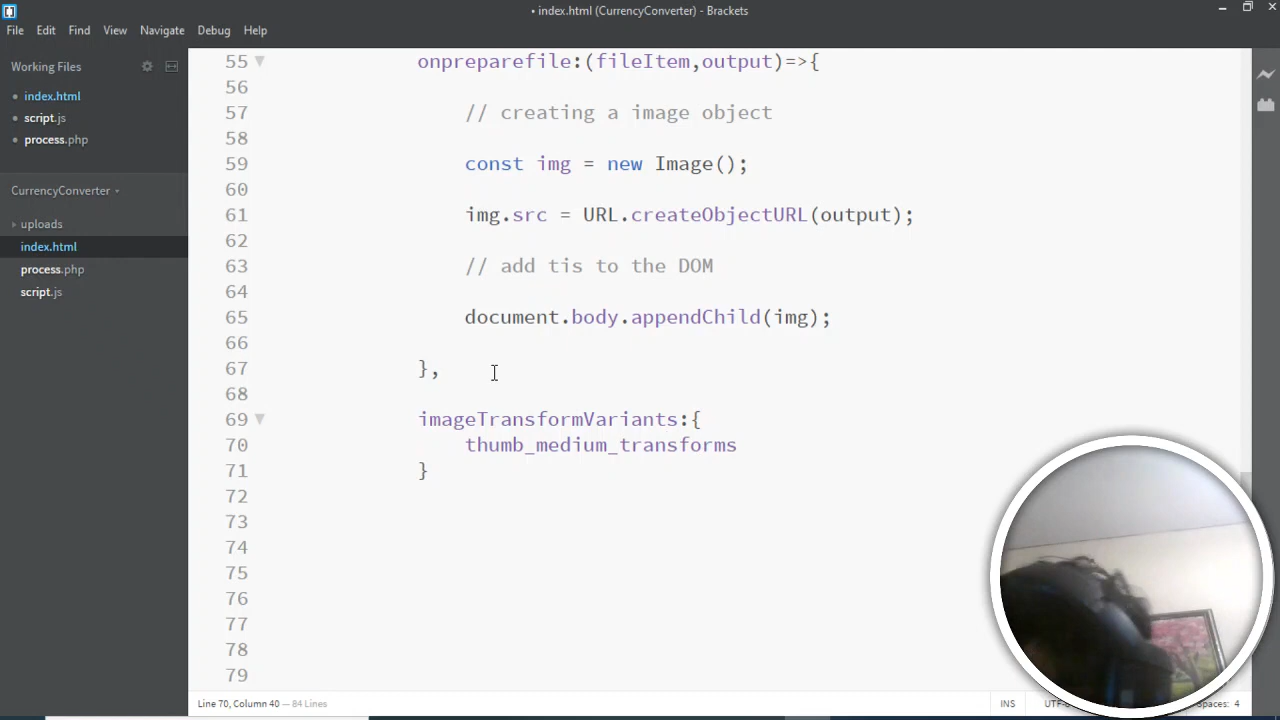 • index.html (CurrencyConverter) - Brackets
File Edit Find View Navigate Debug Help
Working Files
index.html
script.js
process.php
CurrencyConverter
uploads
index.html
process.php
script.js
55 onpreparefile:(fileItem,output)=>{
56
57 // creating a image object
58
59 const img = new Image();
60
61 img.src = URL.createObjectURL(output);
62
63 // add tis to the DOM
64
65 document.body.appendChild(img);
66
67 },
68
69 imageTransformVariants:{
70 thumb_medium_transforms
71 }
72
73
74
75
76
77
78
79
Line 70, Column 40 — 84 Lines
INS
Spaces: 4